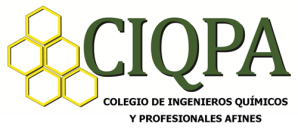 CIQPA
COLEGIO DE INGENIEROS QUÍMICOS
Y PROFESIONALES AFINES